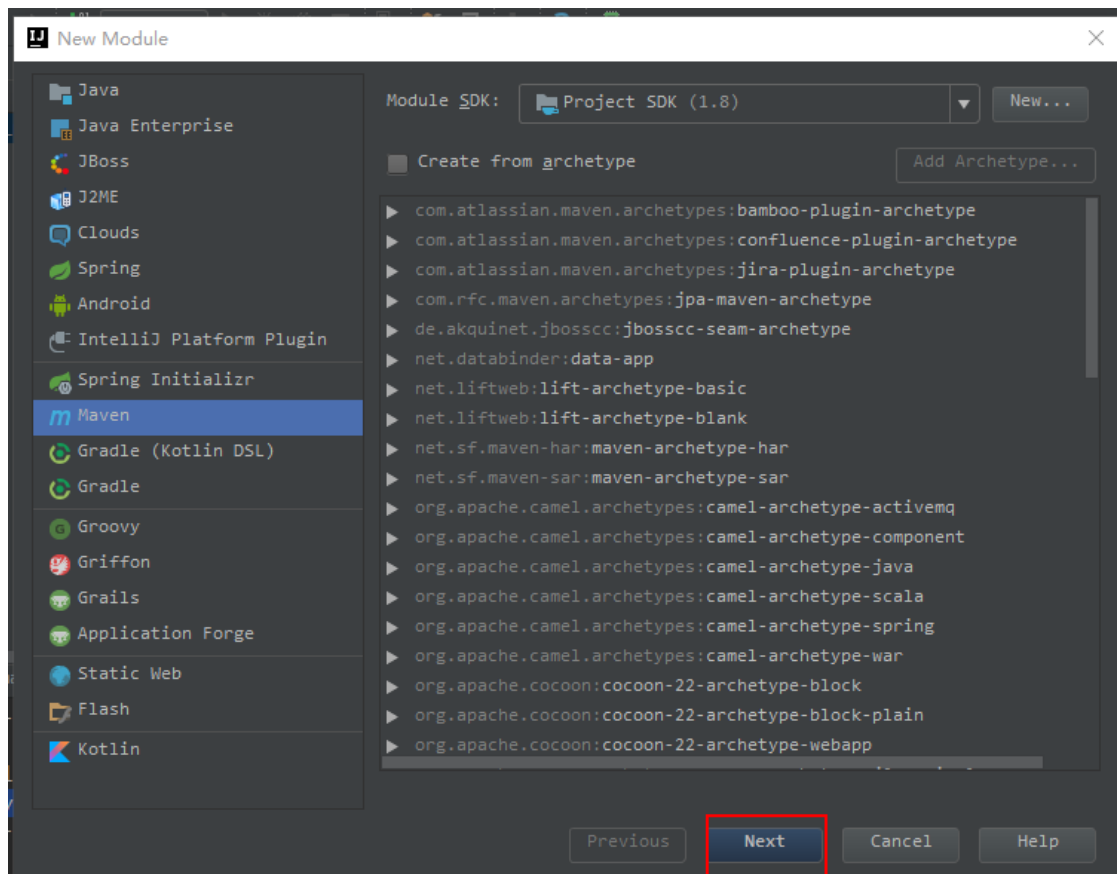 New Module
Java
Java Enterprise
JBoss
J2ME
Clouds
Spring
Android
IntelliJ Platform Plugin
Spring Initializr
Maven
Gradle (Kotlin DSL)
Gradle
Groovy
Griffon
Grails
Application Forge
Static Web
Flash
Kotlin
Module SDK: Project SDK (1.8) New...
Create from archetype Add Archetype...
com.atlassian.maven.archetypes:bamboo-plugin-archetype
com.atlassian.maven.archetypes:confluence-plugin-archetype
com.atlassian.maven.archetypes:jira-plugin-archetype
com.rfc.maven.archetypes:jpa-maven-archetype
de.akquinet.jbosscc:jbosscc-seam-archetype
net.databinder:data-app
net.liftweb:lift-archetype-basic
net.liftweb:lift-archetype-blank
net.sf.maven-har:maven-archetype-har
net.sf.maven-sar:maven-archetype-sar
org.apache.camel.archetypes:camel-archetype-activemq
org.apache.camel.archetypes:camel-archetype-component
org.apache.camel.archetypes:camel-archetype-java
org.apache.camel.archetypes:camel-archetype-scala
org.apache.camel.archetypes:camel-archetype-spring
org.apache.camel.archetypes:camel-archetype-war
org.apache.cocoon:cocoon-22-archetype-block
org.apache.cocoon:cocoon-22-archetype-block-plain
org.apache.cocoon:cocoon-22-archetype-webapp
Previous Next Cancel Help